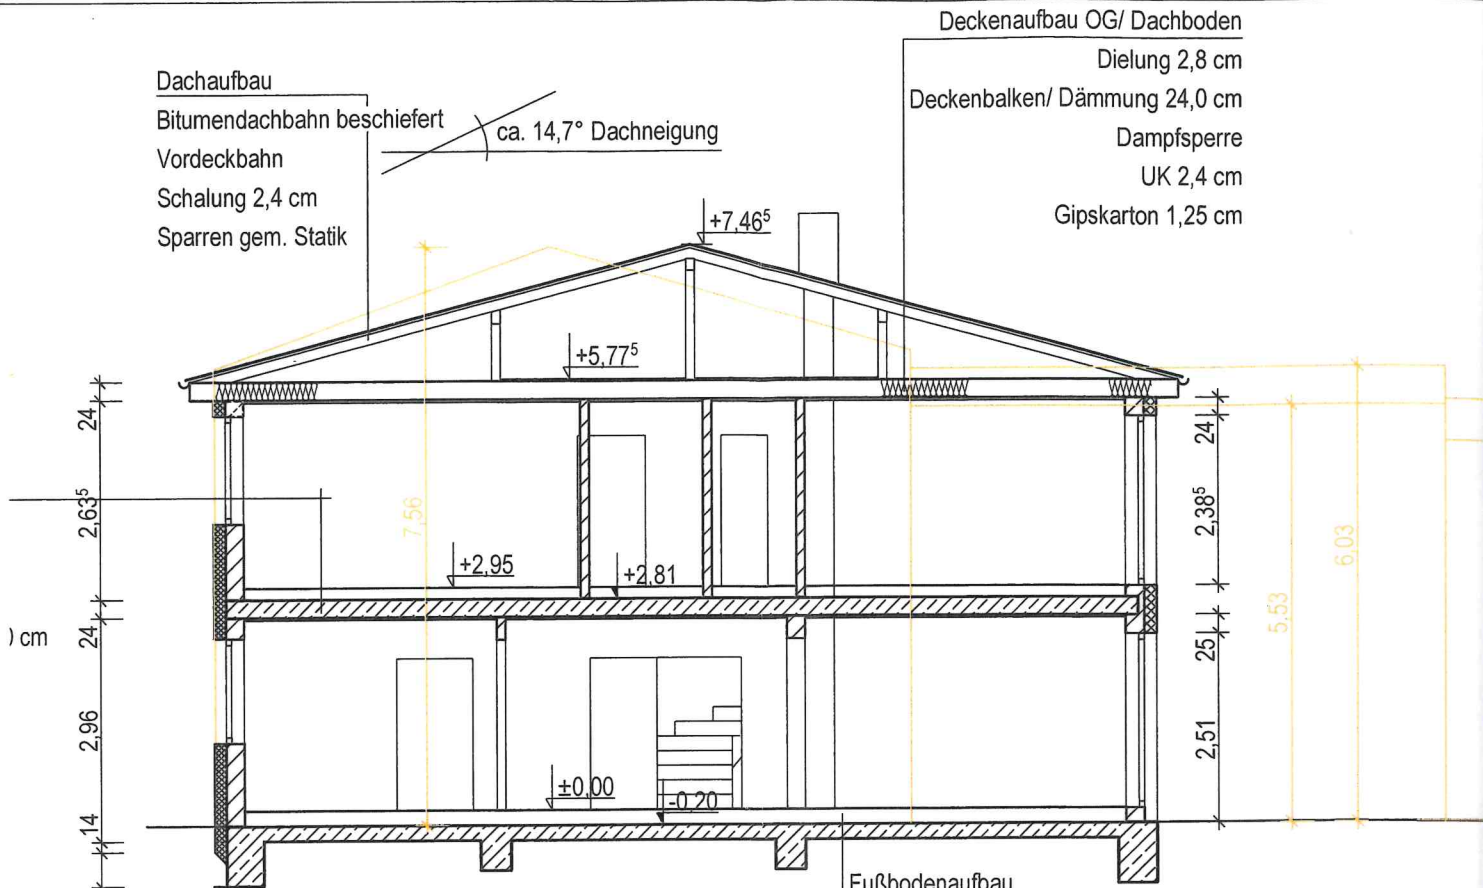 Deckenaufbau OG/ Dachboden
Dielung 2,8 cm
Deckenbalken/ Dämmung 24,0 cm
Dampfsperre
UK 2,4 cm
Gipskarton 1,25 cm
Dachaufbau
Bitumendachbahn beschiefert
Vordeckbahn
Schalung 2,4 cm
Sparren gem. Statik
ca. 14,7° Dachneigung
+7,46⁵
+5,77⁵
24
2,63⁵
24
2,96
14
) cm
7,56
+2,95
+2,81
±0,00
-0,20
24
2,38⁵
25
2,51
5,53
6,03
Fußbodenaufbau